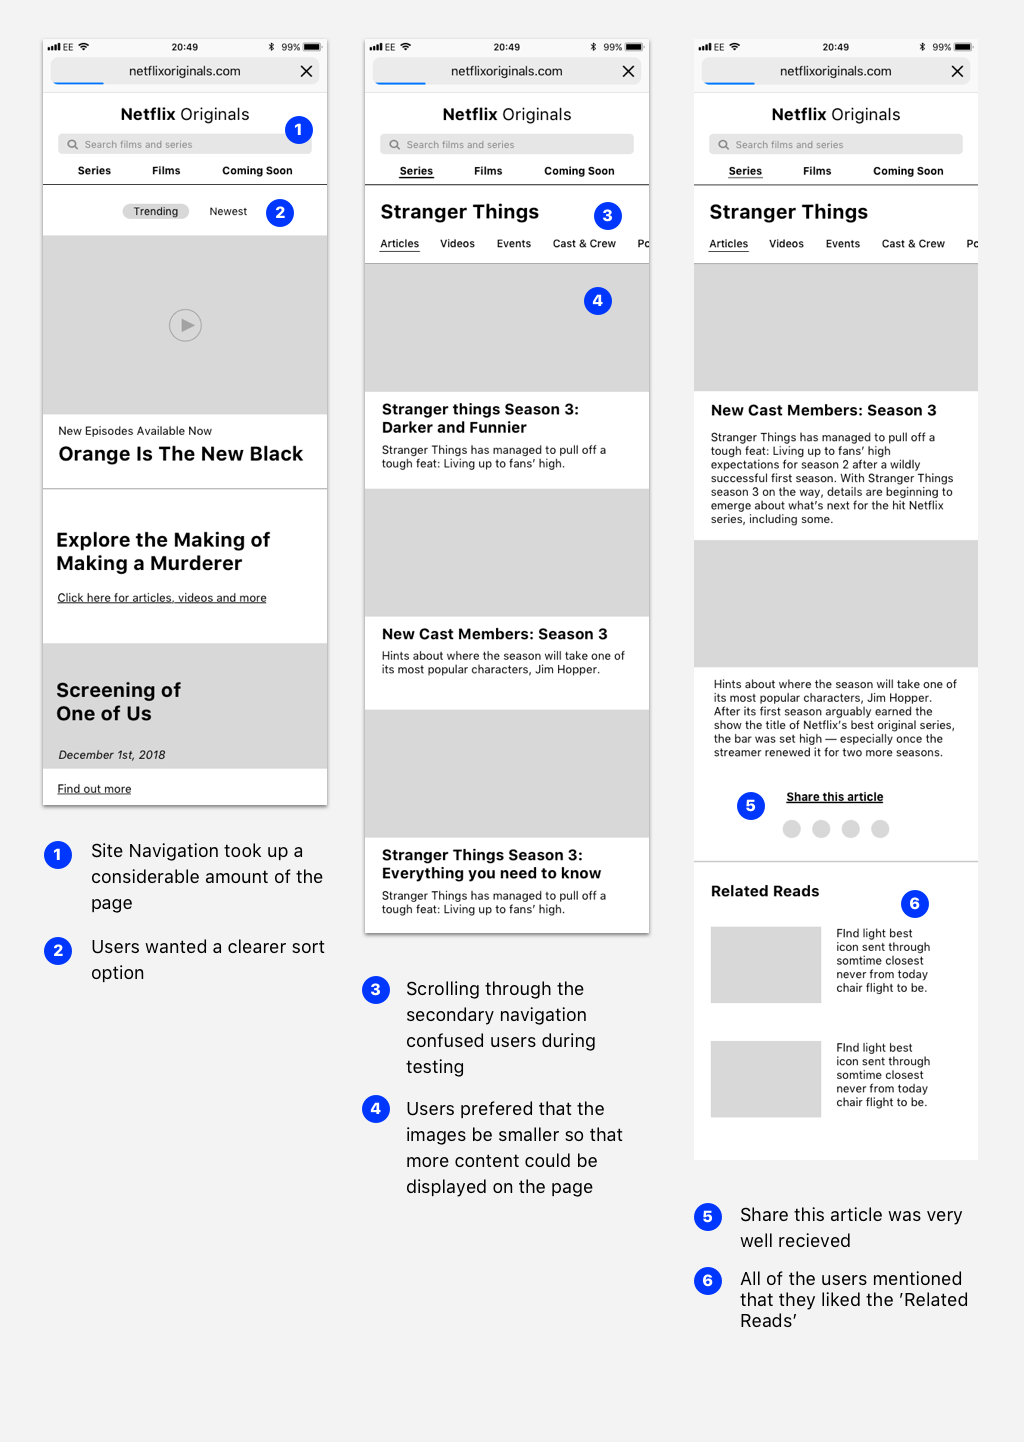 EE 20:49 99%
netflixoriginals.com
Netflix Originals
1
Search films and series
Series Films Coming Soon
Trending Newest 2
New Episodes Available Now
Orange Is The New Black
Explore the Making of
Making a Murderer
Click here for articles, videos and more
Screening of
One of Us
December 1st, 2018
Find out more
1 Site Navigation took up a
considerable amount of the
page
2 Users wanted a clearer sort
option
EE 20:49 99%
netflixoriginals.com
Netflix Originals
Search films and series
Series Films Coming Soon
Stranger Things 3
Articles Videos Events Cast & Crew Po
4
Stranger things Season 3:
Darker and Funnier
Stranger Things has managed to pull off a
tough feat: Living up to fans’ high.
New Cast Members: Season 3
Hints about where the season will take one of
its most popular characters, Jim Hopper.
Stranger Things Season 3:
Everything you need to know
Stranger Things has managed to pull off a
tough feat: Living up to fans’ high.
3 Scrolling through the
secondary navigation
confused users during
testing
4 Users prefered that the
images be smaller so that
more content could be
displayed on the page
EE 20:49 99%
netflixoriginals.com
Netflix Originals
Search films and series
Series Films Coming Soon
Stranger Things
Articles Videos Events Cast & Crew Po
New Cast Members: Season 3
Stranger Things has managed to pull off a
tough feat: Living up to fans’ high
expectations for season 2 after a wildly
successful first season. With Stranger Things
season 3 on the way, details are beginning to
emerge about what’s next for the hit Netflix
series, including some.
Hints about where the season will take one of
its most popular characters, Jim Hopper.
After its first season arguably earned the
show the title of Netflix’s best original series,
the bar was set high — especially once the
streamer renewed it for two more seasons.
5 Share this article
Related Reads
6
FInd light best
icon sent through
somtime closest
never from today
chair flight to be.
FInd light best
icon sent through
somtime closest
never from today
chair flight to be.
5 Share this article was very
well recieved
6 All of the users mentioned
that they liked the ’Related
Reads’